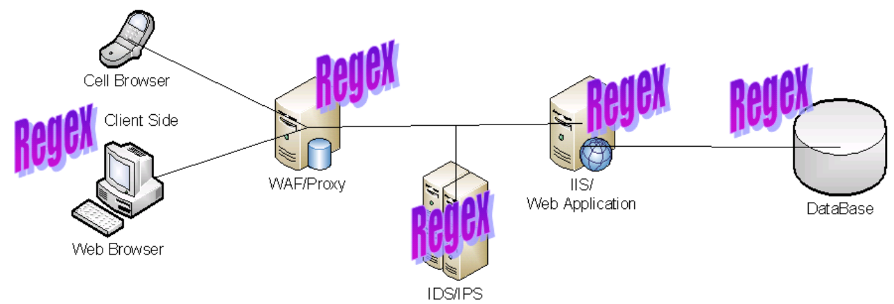 Cell Browser
Regex
Client Side
Web Browser
Regex
WAF/Proxy
Regex
IDS/IPS
Regex
IIS/
Web Application
Regex
DataBase